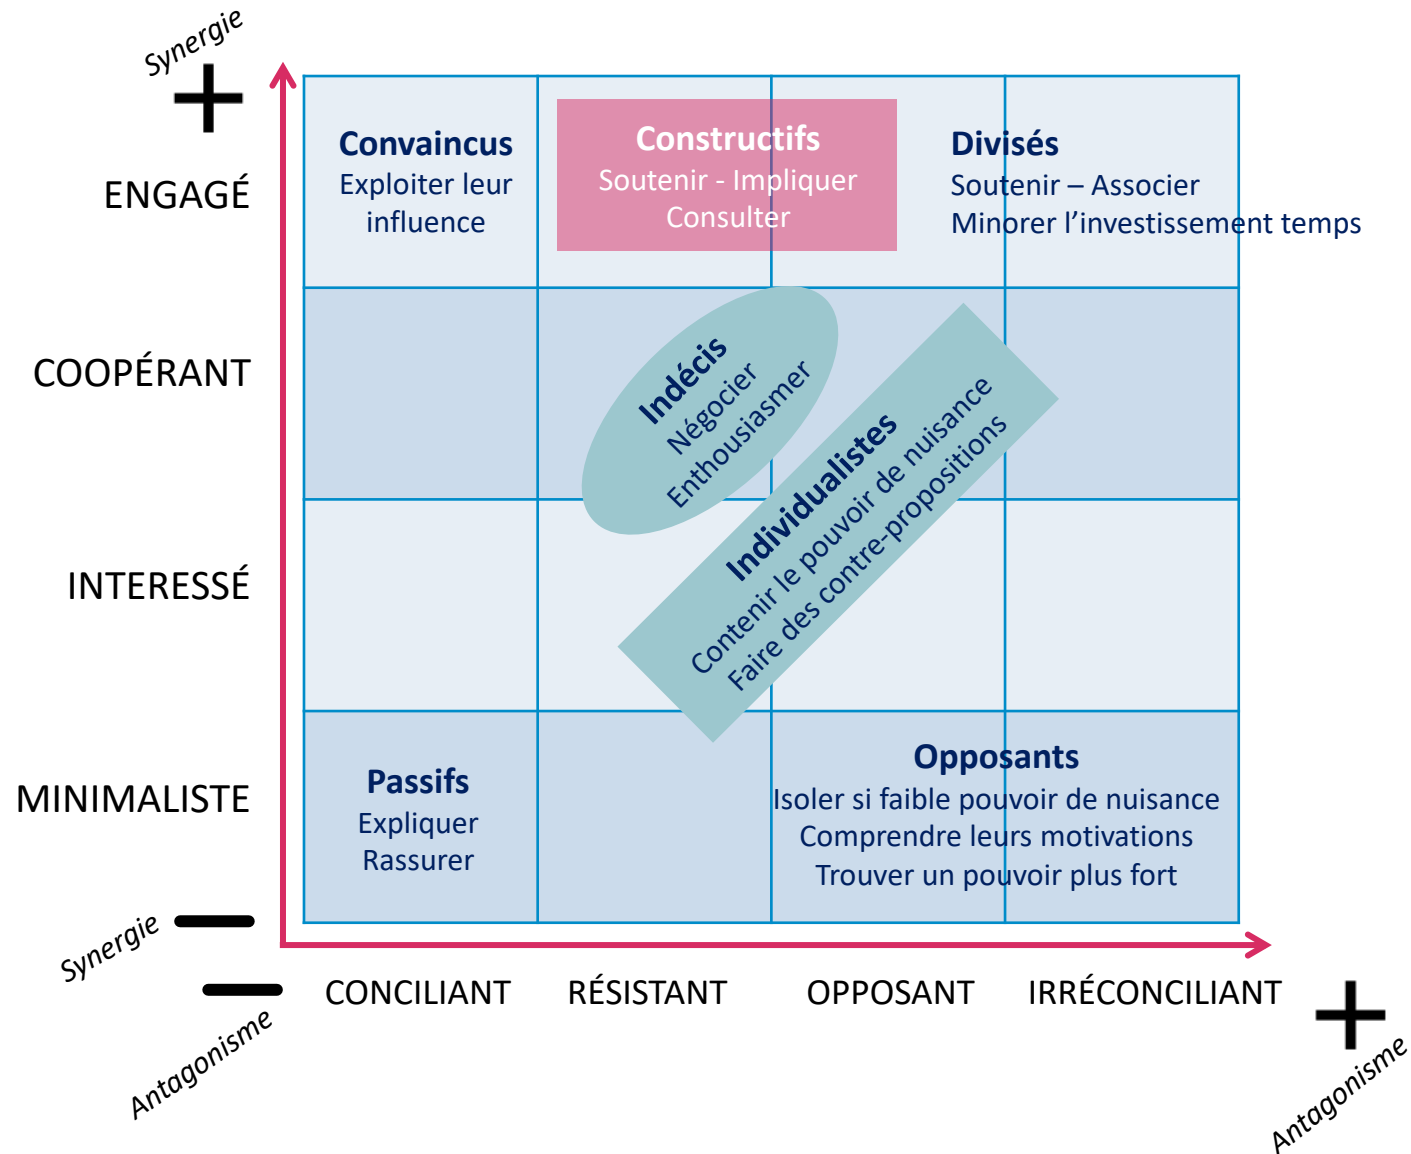 Synergie
+
ENGAGÉ
Convaincus
Exploiter leur
influence
Constructifs
Soutenir - Impliquer
Consulter
Divisés
Soutenir – Associer
Minorer l’investissement temps
COOPÉRANT
Indécis
Négocier
Enthousiasmer
Individualistes
Contenir le pouvoir de nuisance
Faire des contre-propositions
INTERESSÉ
MINIMALISTE
Passifs
Expliquer
Rassurer
Opposants
Isoler si faible pouvoir de nuisance
Comprendre leurs motivations
Trouver un pouvoir plus fort
Synergie
–
–
Antagonisme
CONCILIANT
RÉSISTANT
OPPOSANT
IRRÉCONCILIANT
+
Antagonisme